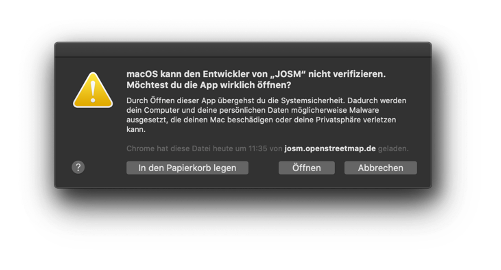 macOS kann den Entwickler von „JOSM“ nicht verifizieren.
Möchtest du die App wirklich öffnen?
Durch Öffnen dieser App übergehst du die Systemsicherheit. Dadurch werden
dein Computer und deine persönlichen Daten möglicherweise Malware
ausgesetzt, die deinen Mac beschädigen oder deine Privatsphäre verletzen
kann.
Chrome hat diese Datei heute um 11:35 von josm.openstreetmap.de geladen.
?
In den Papierkorb legen
Öffnen
Abbrechen